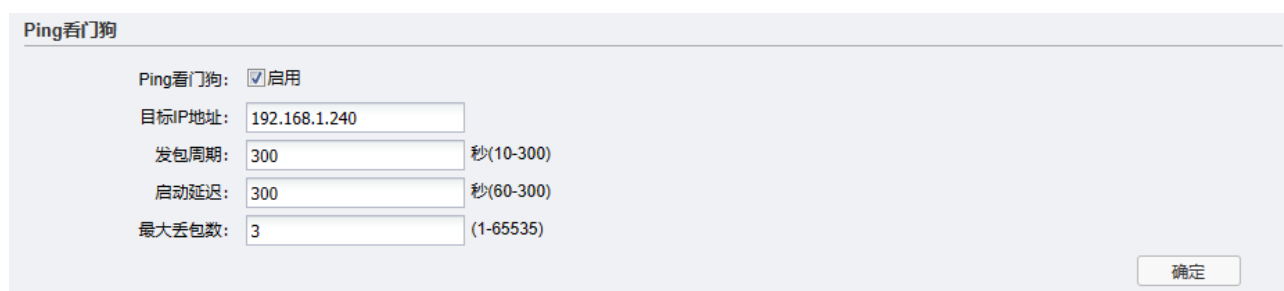 Ping看门狗
Ping看门狗： 启用
目标IP地址： 192.168.1.240
发包周期： 300 秒(10-300)
启动延迟： 300 秒(60-300)
最大丢包数： 3 (1-65535)
确定